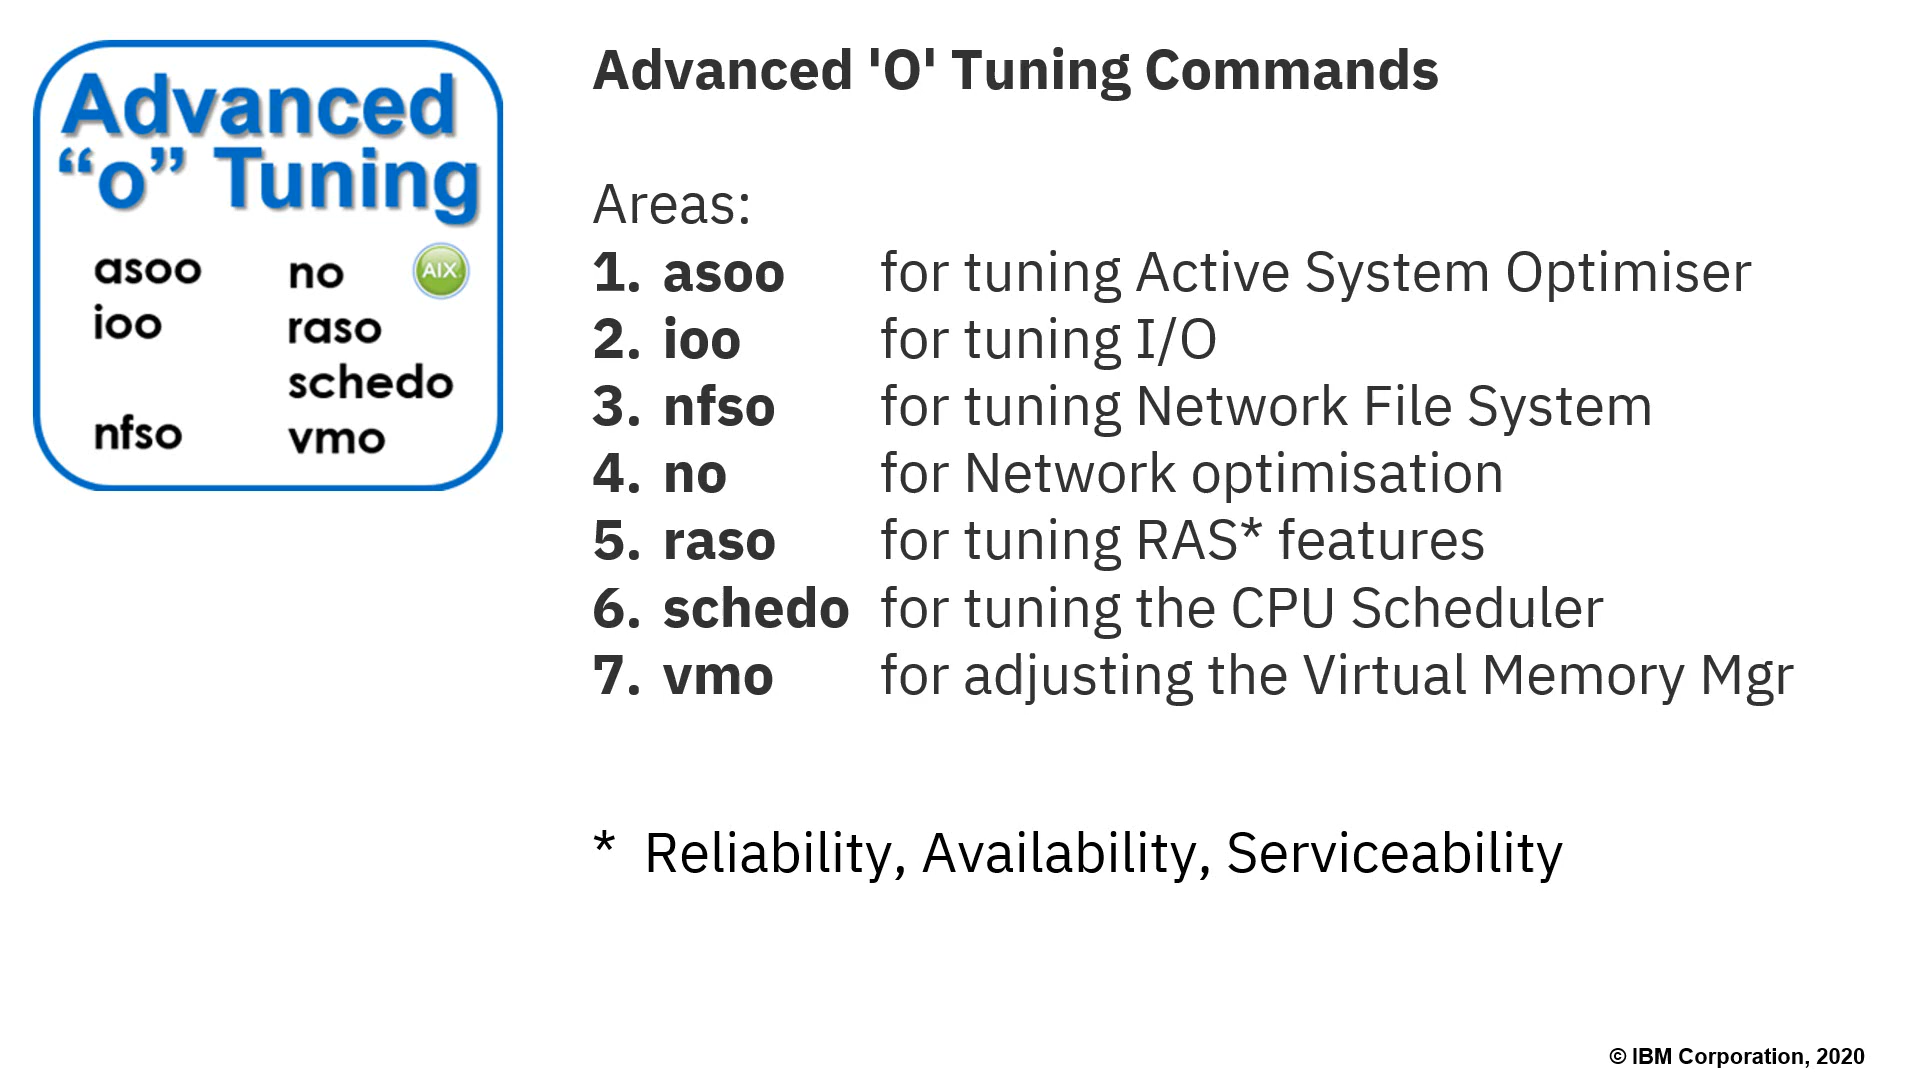 Advanced
“o” Tuning
asoo
ioo
nfso
no
AIX
raso
schedo
vmo
Advanced 'O' Tuning Commands
Areas:
1. asoo for tuning Active System Optimiser
2. ioo for tuning I/O
3. nfso for tuning Network File System
4. no for Network optimisation
5. raso for tuning RAS* features
6. schedo for tuning the CPU Scheduler
7. vmo for adjusting the Virtual Memory Mgr
* Reliability, Availability, Serviceability
© IBM Corporation, 2020